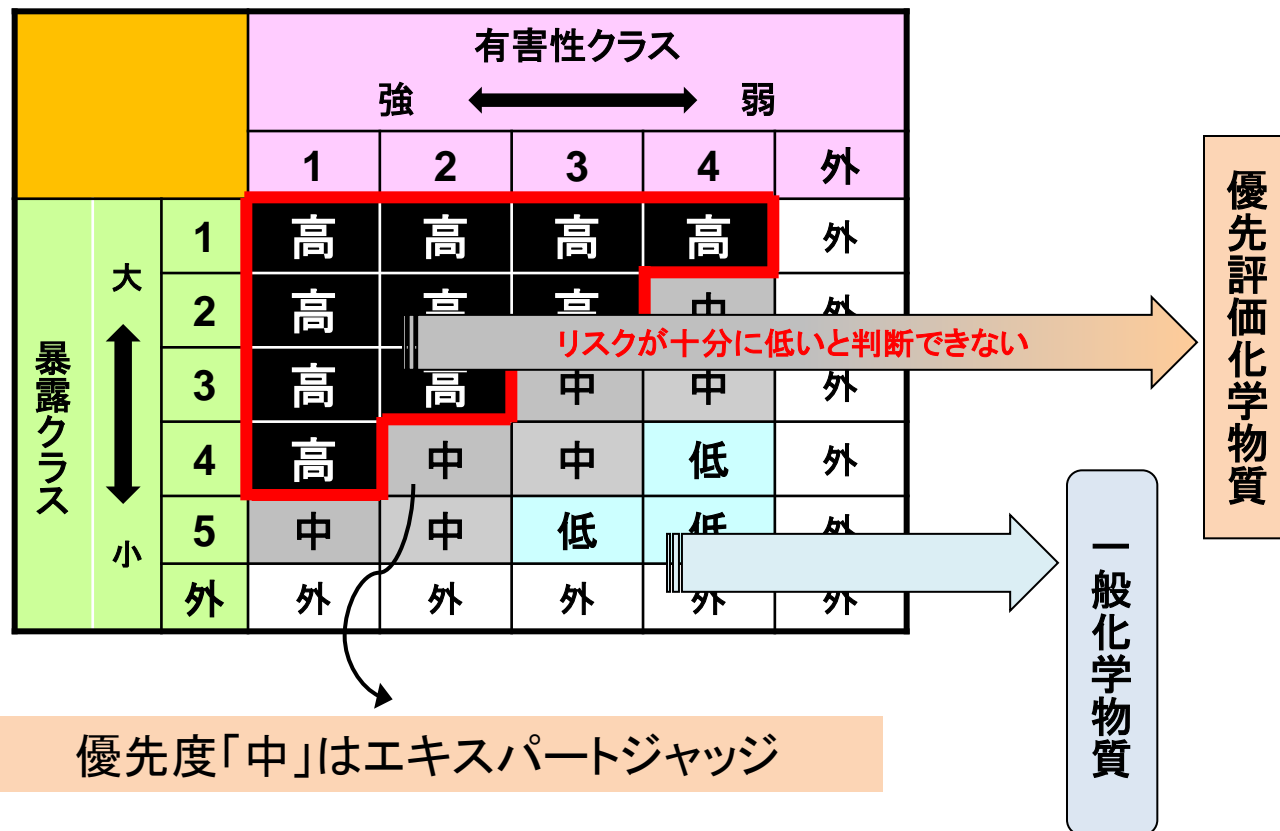 有害性クラス
強 弱
1 2 3 4 外
暴露クラス
大
小
1 高 高 高 高 外
2 高 高 高 中 外
リスクが十分に低いと判断できない
3 高 高 中 中 外
4 高 中 中 低 外
5 中 中 低 低 外
外 外 外 外 外 外
優先評価化学物質
一般化学物質
優先度「中」はエキスパートジャッジ